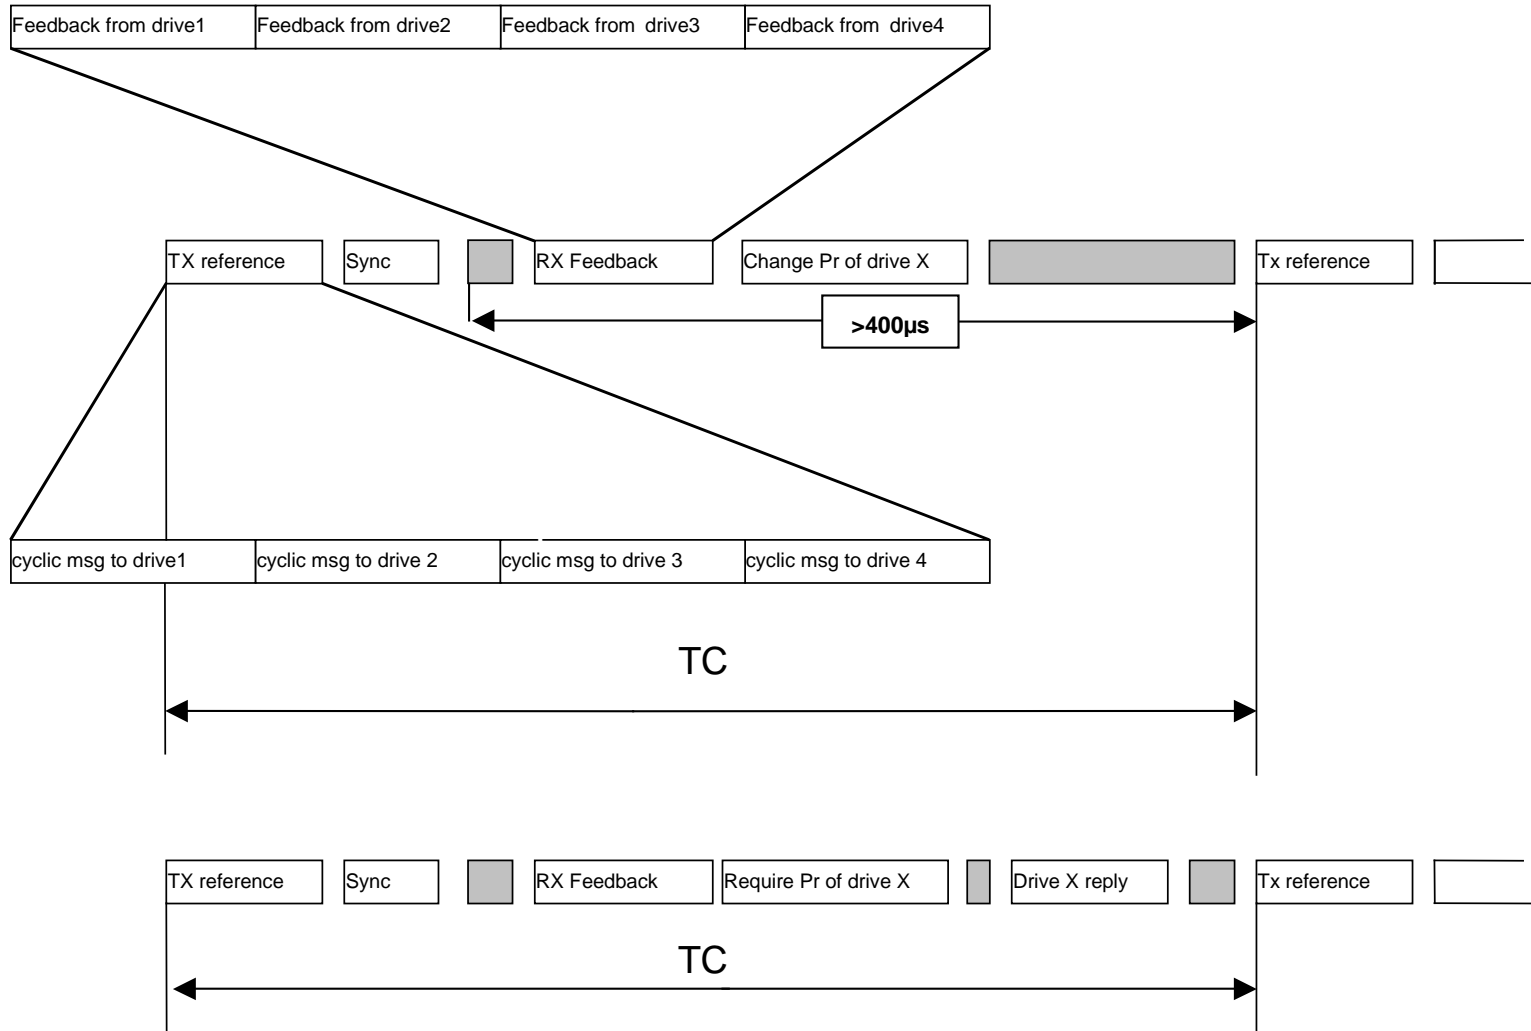 Feedback from drive1
Feedback from drive2
Feedback from  drive3
Feedback from  drive4
TX reference
Sync
RX Feedback
Change Pr of drive X
Tx reference
>400µs
cyclic msg to drive1
cyclic msg to drive 2
cyclic msg to drive 3
cyclic msg to drive 4
TC
TX reference
Sync
RX Feedback
Require Pr of drive X
Drive X reply
Tx reference
TC